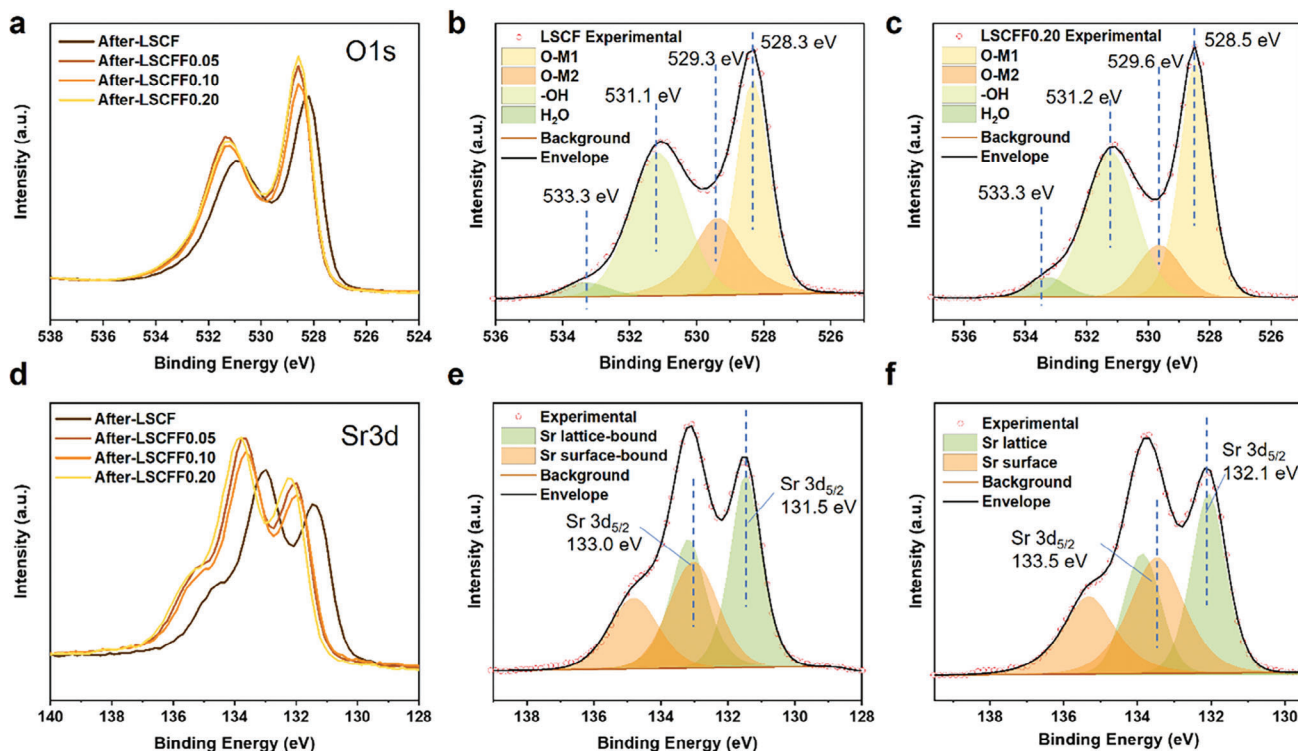 a
After-LSCF
After-LSCFF0.05
After-LSCFF0.10
After-LSCFF0.20
O1s
Intensity (a.u.)
538 536 534 532 530 528 526 524
Binding Energy (eV)
b
LSCF Experimental
O-M1
O-M2
-OH
H₂O
Background
Envelope
533.3 eV
531.1 eV
529.3 eV
528.3 eV
Intensity (a.u.)
536 534 532 530 528 526
Binding Energy (eV)
c
LSCFF0.20 Experimental
O-M1
O-M2
-OH
H₂O
Background
Envelope
533.3 eV
531.2 eV
529.6 eV
528.5 eV
Intensity (a.u.)
536 534 532 530 528 526
Binding Energy (eV)
d
After-LSCF
After-LSCFF0.05
After-LSCFF0.10
After-LSCFF0.20
Sr3d
Intensity (a.u.)
140 138 136 134 132 130 128
Binding Energy (eV)
e
Experimental
Sr lattice-bound
Sr surface-bound
Background
Envelope
Sr 3d₅/₂
133.0 eV
Sr 3d₅/₂
131.5 eV
Intensity (a.u.)
138 136 134 132 130 128
Binding Energy (eV)
f
Experimental
Sr lattice
Sr surface
Background
Envelope
Sr 3d₅/₂
133.5 eV
Sr 3d₅/₂
132.1 eV
Intensity (a.u.)
138 136 134 132 130
Binding Energy (eV)